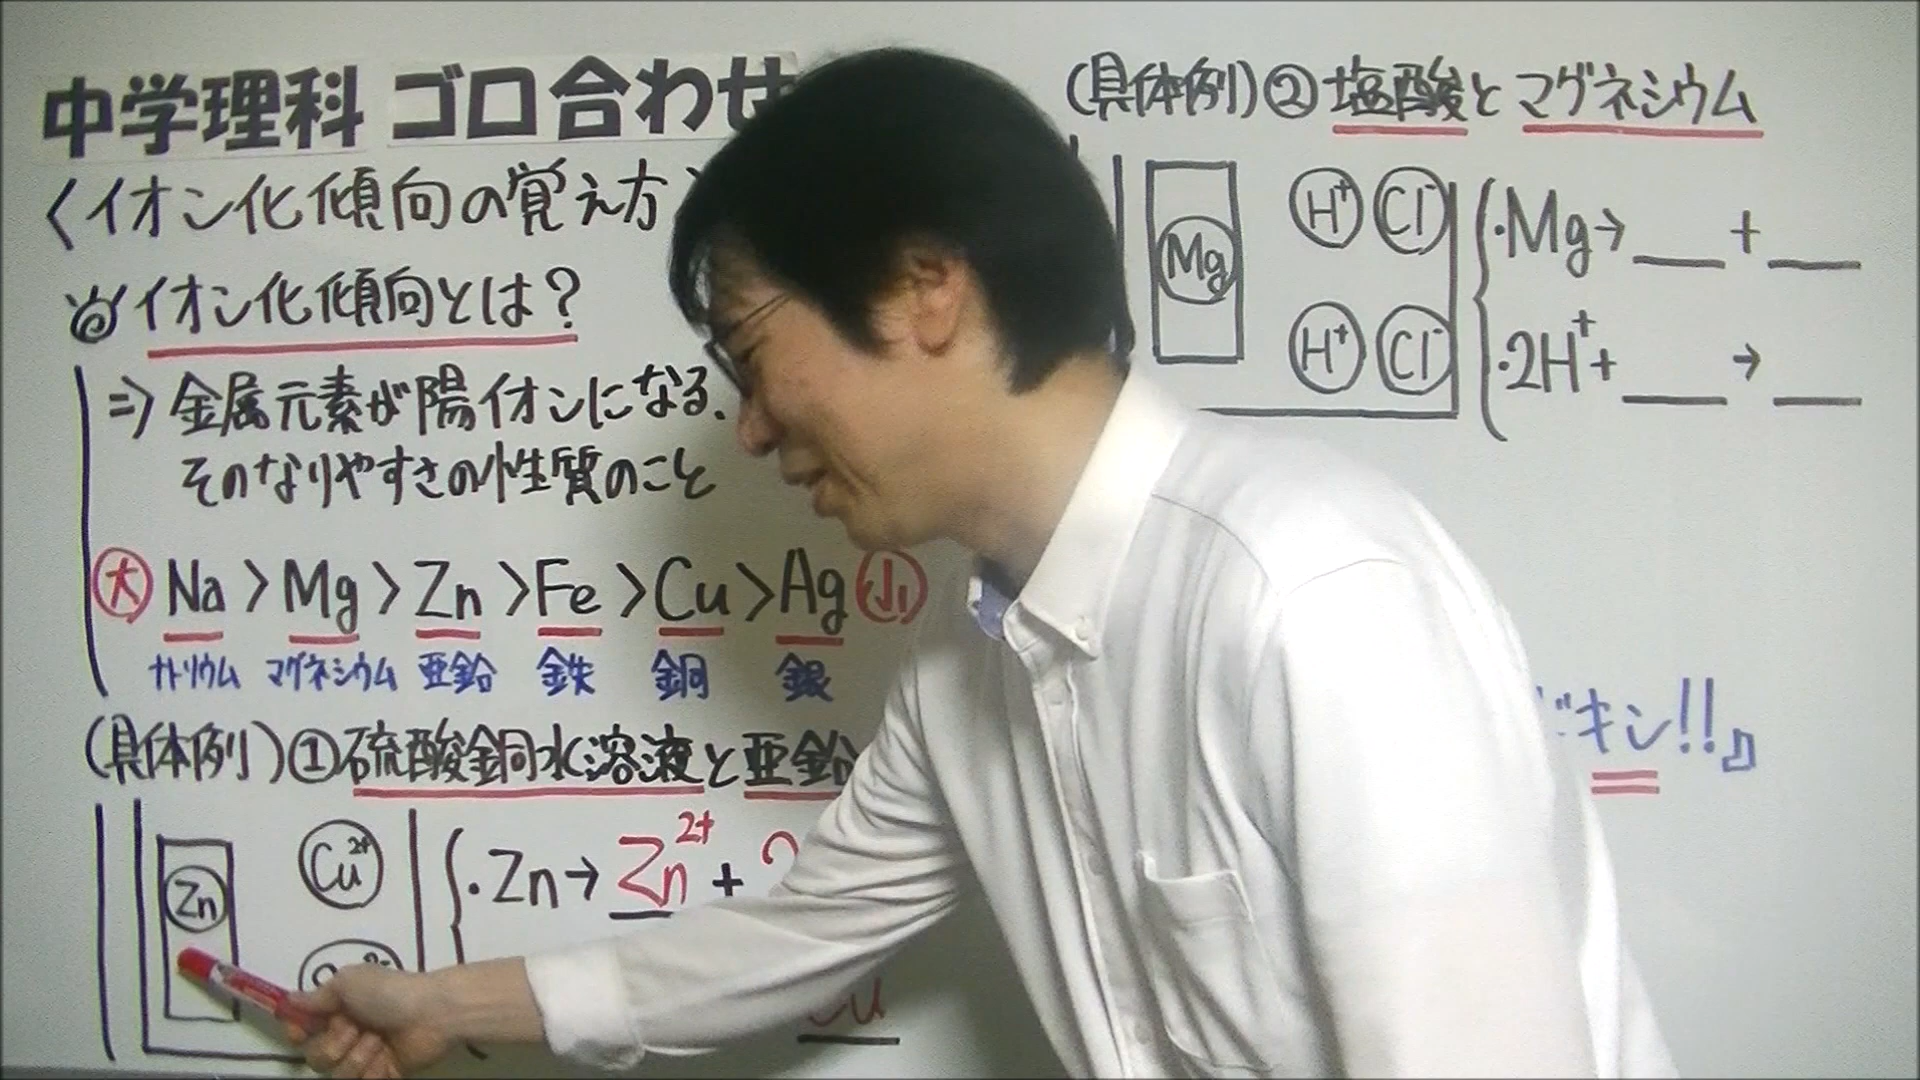 中学理科 ゴロ合わせ
〈イオン化傾向の覚え方
◎イオン化傾向とは?
⇒金属元素が陽イオンになる、
そのなりやすさの性質のこと
大 Na > Mg > Zn > Fe > Cu > Ag 小
ナトリウム マグネシウム 亜鉛 鉄 銅 銀
(具体例)①硫酸銅水溶液と亜鉛
Zn Cu²⁺
・Zn→Zn²⁺+2
Cu
(具体例)②塩酸とマグネシウム
Mg H⁺ Cl⁻
H⁺ Cl⁻
・Mg→__+__
・2H⁺+__→__
キン!!』